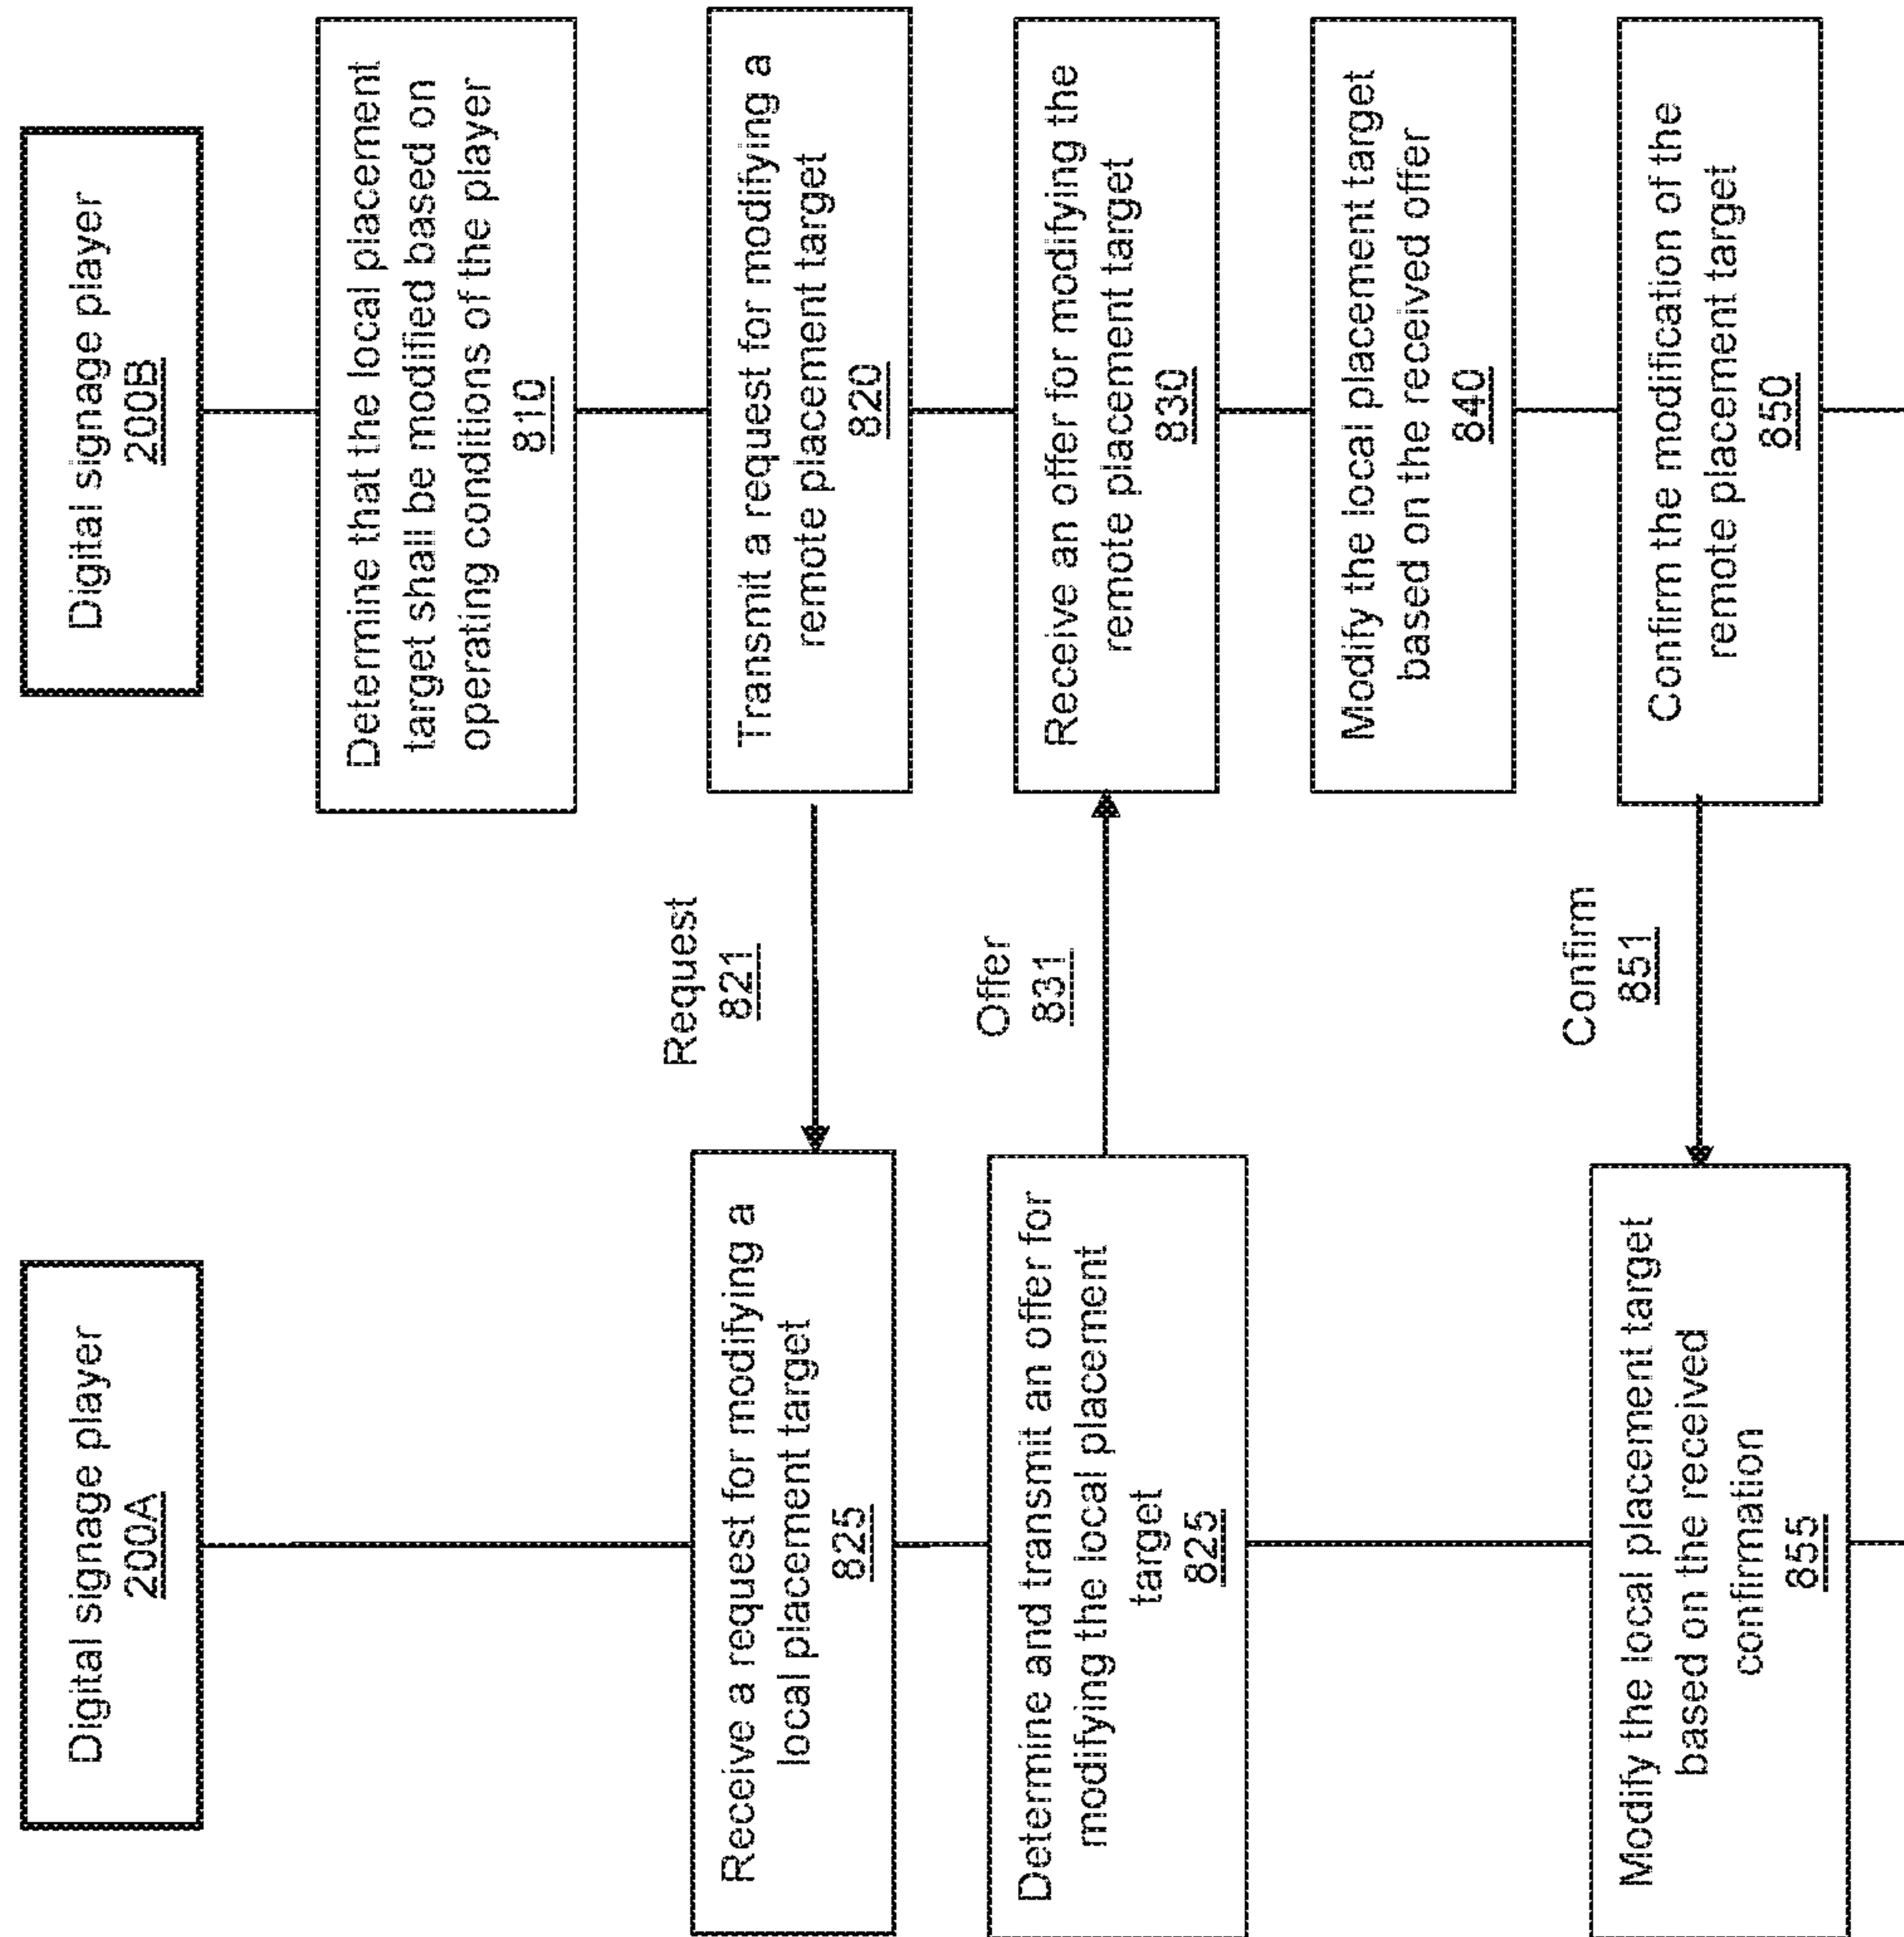 Digital signage player
200A
Digital signage player
200B
Determine that the local placement
target shall be modified based on
operating conditions of the player
810
Receive a request for modifying a
local placement target
825
Request
821
Transmit a request for modifying a
remote placement target
820
Determine and transmit an offer for
modifying the local placement
target
825
Offer
831
Receive an offer for modifying the
remote placement target
830
Modify the local placement target
based on the received offer
840
Modify the local placement target
based on the received
confirmation
855
Confirm
851
Confirm the modification of the
remote placement target
850